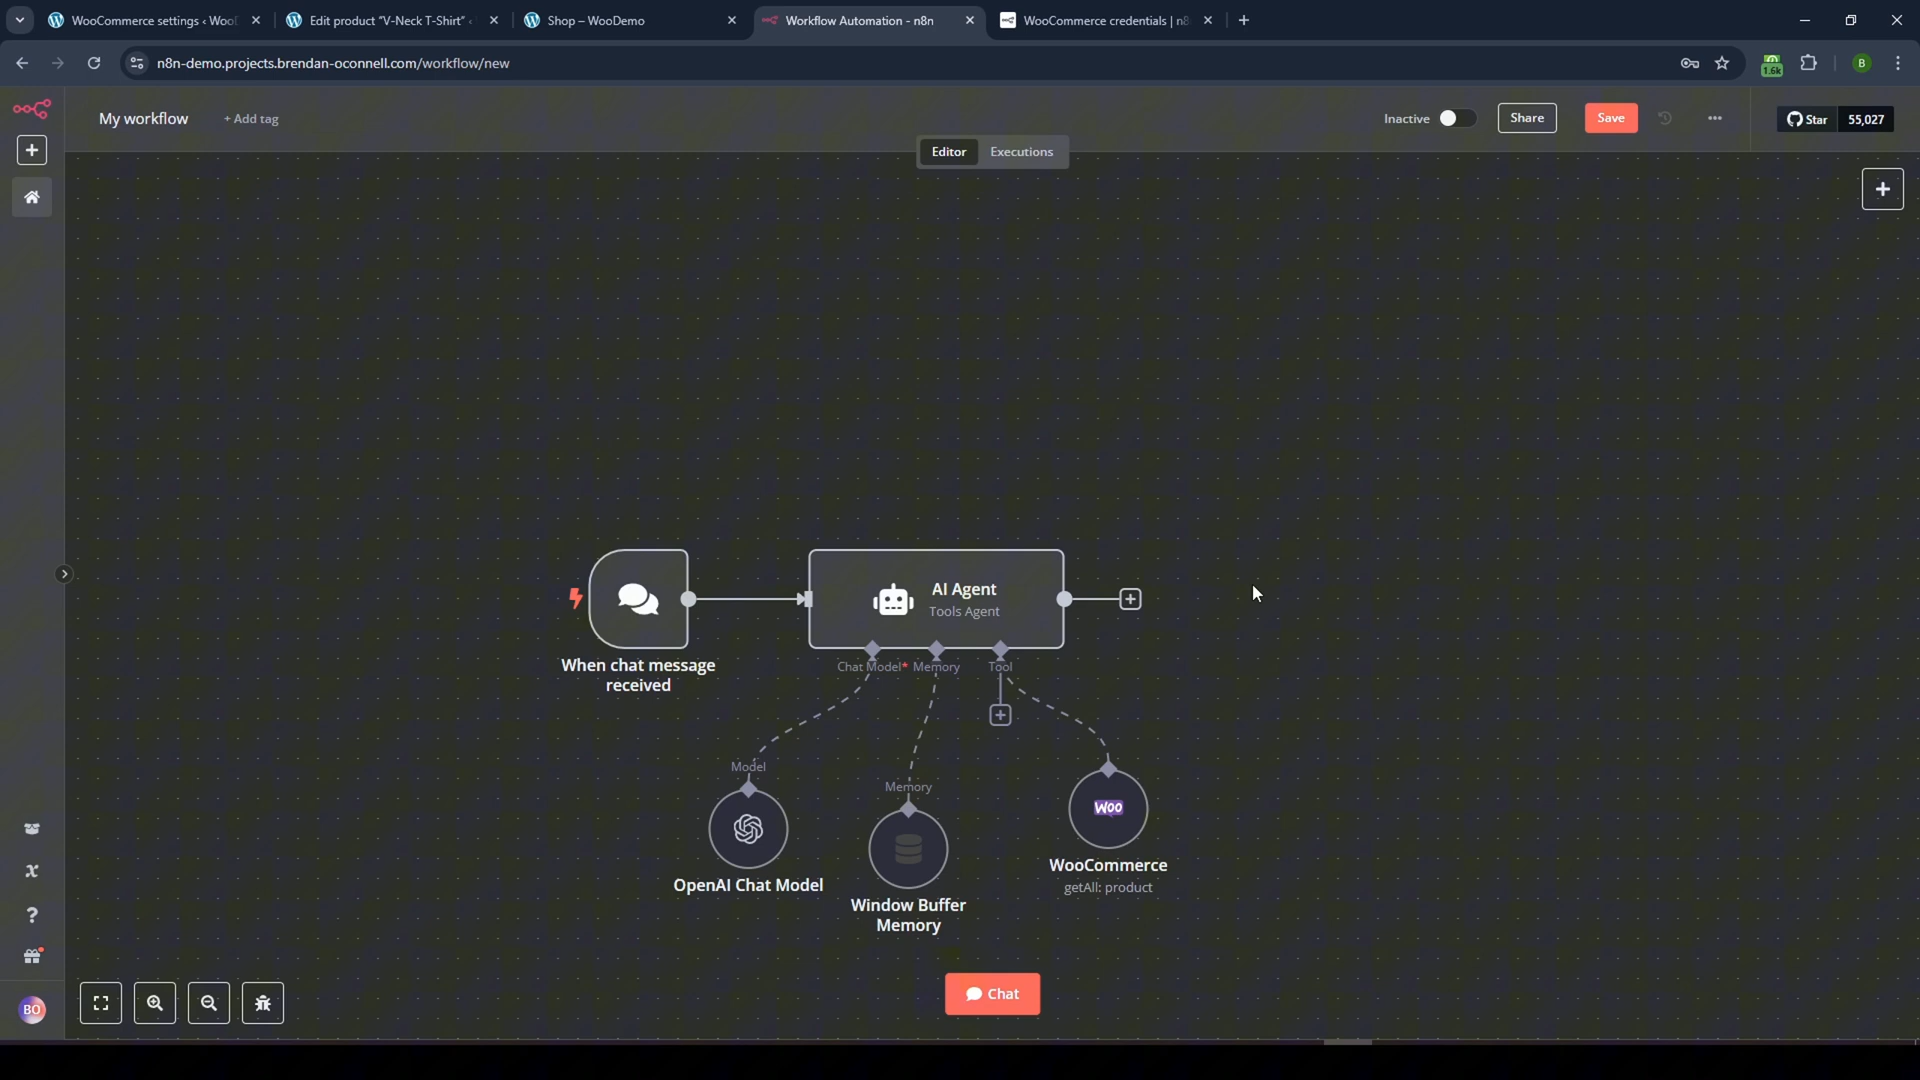 WooCommerce settings ‹ Woo
Edit product "V-Neck T-Shirt" ‹
Shop – WooDemo
Workflow Automation - n8n
WooCommerce credentials | n8
n8n-demo.projects.brendan-oconnell.com/workflow/new
1.6k
B
My workflow
+ Add tag
Inactive
Share
Save
Star
55,027
Editor
Executions
AI Agent
Tools Agent
When chat message
received
Chat Model*
Memory
Tool
Model
Memory
WOO
OpenAI Chat Model
Window Buffer
Memory
WooCommerce
getAll: product
BO
Chat